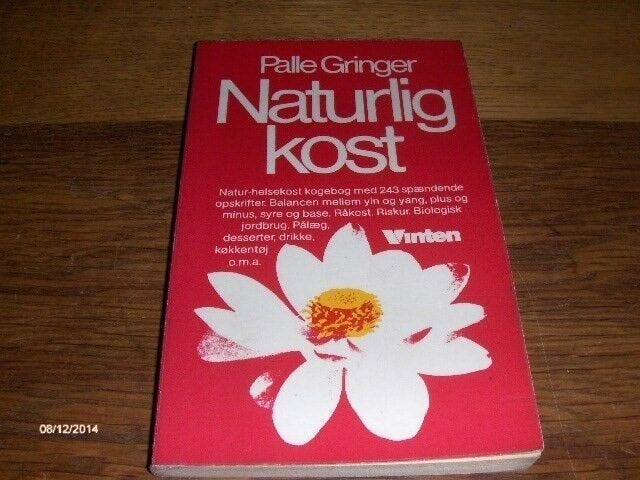 Palle Gringer
Naturlig
kost
Natur-helsekost kogebog med 243 spændende
opskrifter. Balancen mellem yin og yang, plus og
minus, syre og base. Råkost. Riskur. Biologisk
jordbrug. Pålæg,
desserter, drikke,
køkkentøj
o.m.a.
Vinten
08/12/2014